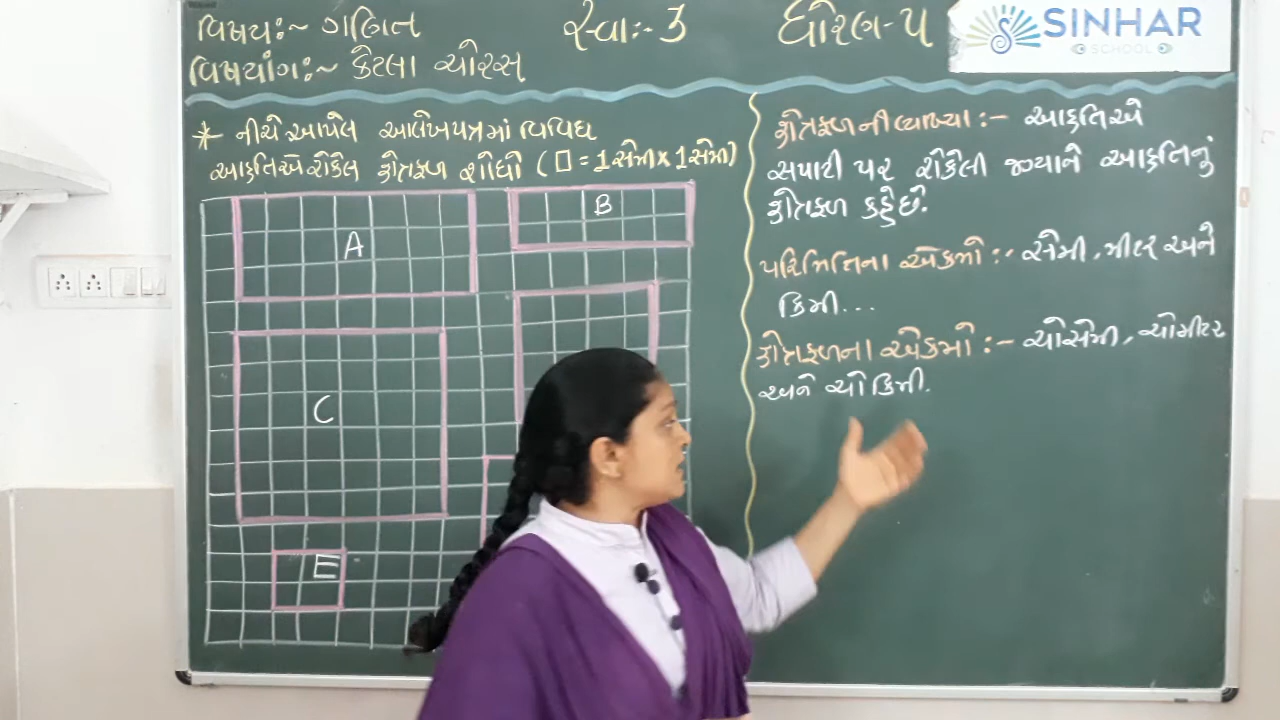 વિષય:~ ગણિત
સ્વા:- 3
ધોરણ-૫
વિષયાંગ:~ કેટલા ચોરસ
SINHAR
SCHOOL
* નીચે આપેલ આલેખપત્રમાં વિવિધ
આકૃતિએ રોકેલ ક્ષેત્રફળ શોધો (□ = 1 સેમી × 1 સેમી)
A
B
C
E
ક્ષેત્રફળની વ્યાખ્યા :- આકૃતિએ
સપાટી પર રોકેલી જગ્યાને આકૃતિનું
ક્ષેત્રફળ કહે છે.
પરિમિતિના એકમો :- સેમી, મીટર અને
કિમી...
ક્ષેત્રફળના એકમો :- ચોસેમી, ચોમીટર
અને ચો કિમી.